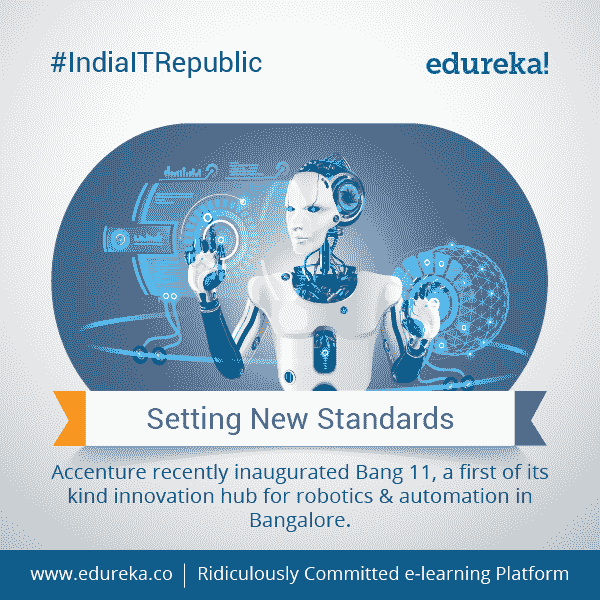 #IndiaITRepublic
edureka!
Setting New Standards
Accenture recently inaugurated Bang 11, a first of its
kind innovation hub for robotics & automation in
Bangalore.
www.edureka.co | Ridiculously Committed e-learning Platform